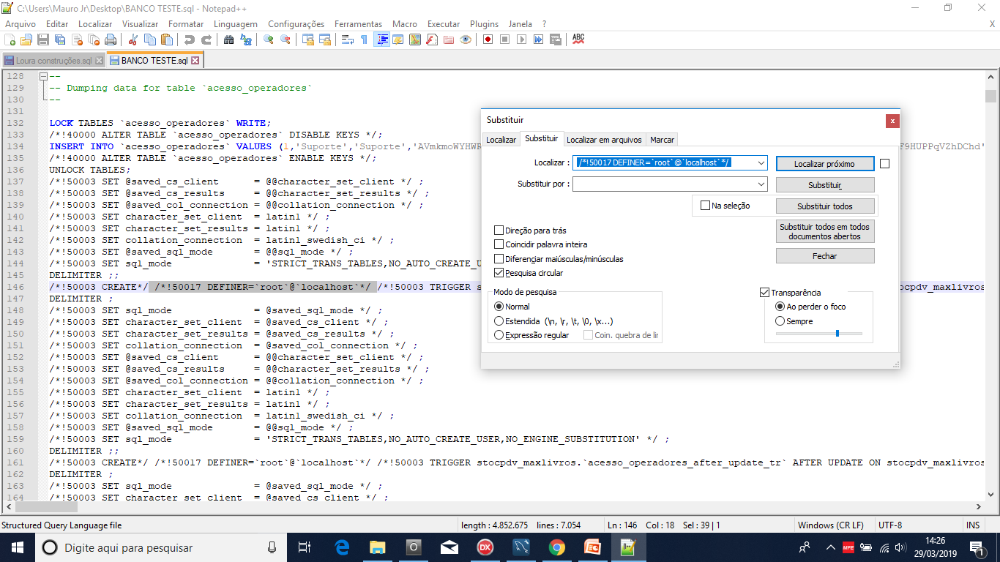 C:\Users\Mauro Jr\Desktop\BANCO TESTE.sql - Notepad++
Arquivo Editar Localizar Visualizar Formatar Linguagem Configurações Ferramentas Macro Executar Plugins Janela ? X
Loura construções.sql BANCO TESTE.sql
128 --
129 -- Dumping data for table `acesso_operadores`
130 --
131
132 LOCK TABLES `acesso_operadores` WRITE;
133 /*!40000 ALTER TABLE `acesso_operadores` DISABLE KEYS */;
134 INSERT INTO `acesso_operadores` VALUES (1,'Suporte','Suporte','AVmkmoWYHWR F9HUPPqVZhDChd'
135 /*!40000 ALTER TABLE `acesso_operadores` ENABLE KEYS */;
136 UNLOCK TABLES;
137 /*!50003 SET @saved_cs_client = @@character_set_client */ ;
138 /*!50003 SET @saved_cs_results = @@character_set_results */ ;
139 /*!50003 SET @saved_col_connection = @@collation_connection */ ;
140 /*!50003 SET character_set_client = latin1 */ ;
141 /*!50003 SET character_set_results = latin1 */ ;
142 /*!50003 SET collation_connection = latin1_swedish_ci */ ;
143 /*!50003 SET @saved_sql_mode = @@sql_mode */ ;
144 /*!50003 SET sql_mode = 'STRICT_TRANS_TABLES,NO_AUTO_CREATE_U
145 DELIMITER ;;
146 /*!50003 CREATE*/ /*!50017 DEFINER=`root`@`localhost`*/ /*!50003 TRIGGER s ocpdv_maxlivros
147 DELIMITER ;
148 /*!50003 SET sql_mode = @saved_sql_mode */ ;
149 /*!50003 SET character_set_client = @saved_cs_client */ ;
150 /*!50003 SET character_set_results = @saved_cs_results */ ;
151 /*!50003 SET collation_connection = @saved_col_connection */ ;
152 /*!50003 SET @saved_cs_client = @@character_set_client */ ;
153 /*!50003 SET @saved_cs_results = @@character_set_results */ ;
154 /*!50003 SET @saved_col_connection = @@collation_connection */ ;
155 /*!50003 SET character_set_client = latin1 */ ;
156 /*!50003 SET character_set_results = latin1 */ ;
157 /*!50003 SET collation_connection = latin1_swedish_ci */ ;
158 /*!50003 SET @saved_sql_mode = @@sql_mode */ ;
159 /*!50003 SET sql_mode = 'STRICT_TRANS_TABLES,NO_AUTO_CREATE_USER,NO_ENGINE_SUBSTITUTION' */ ;
160 DELIMITER ;;
161 /*!50003 CREATE*/ /*!50017 DEFINER=`root`@`localhost`*/ /*!50003 TRIGGER stocpdv_maxlivros.`acesso_operadores_after_update_tr` AFTER UPDATE ON stocpdv_maxlivros
162 DELIMITER ;
163 /*!50003 SET sql_mode = @saved_sql_mode */ ;
164 /*!50003 SET character_set_client = @saved_cs_client */ ;
Substituir
Localizar Substituir Localizar em arquivos Marcar
Localizar : /*!50017 DEFINER=`root`@`localhost`*/ Localizar próximo
Substituir por : Substituir
Na seleção Substituir todos
Substituir todos em todos
documentos abertos
Fechar
Direção para trás
Coincidir palavra inteira
Diferençiar maiúsculas/minúsculas
Pesquisa circular
Modo de pesquisa
Normal
Estendida (\n, \r, \t, \0, \x...)
Expressão regular Coin. quebra de lir
Transparência
Ao perder o foco
Sempre
Structured Query Language file length : 4.852.675 lines : 7.054 Ln : 146 Col : 18 Sel : 39 | 1 Windows (CR LF) UTF-8 INS
Digite aqui para pesquisar
DX
MFE
14:26
29/03/2019
1